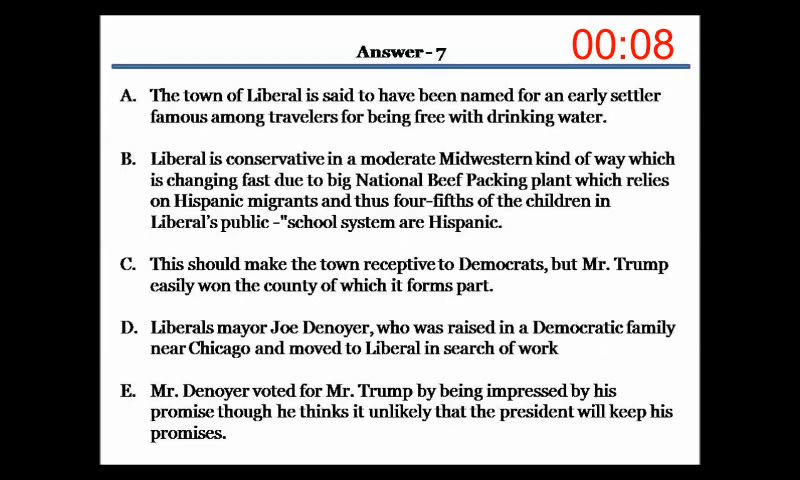 Answer - 7
00:08
A. The town of Liberal is said to have been named for an early settler
famous among travelers for being free with drinking water.
B. Liberal is conservative in a moderate Midwestern kind of way which
is changing fast due to big National Beef Packing plant which relies
on Hispanic migrants and thus four-fifths of the children in
Liberal's public -"school system are Hispanic.
C. This should make the town receptive to Democrats, but Mr. Trump
easily won the county of which it forms part.
D. Liberals mayor Joe Denoyer, who was raised in a Democratic family
near Chicago and moved to Liberal in search of work
E. Mr. Denoyer voted for Mr. Trump by being impressed by his
promise though he thinks it unlikely that the president will keep his
promises.